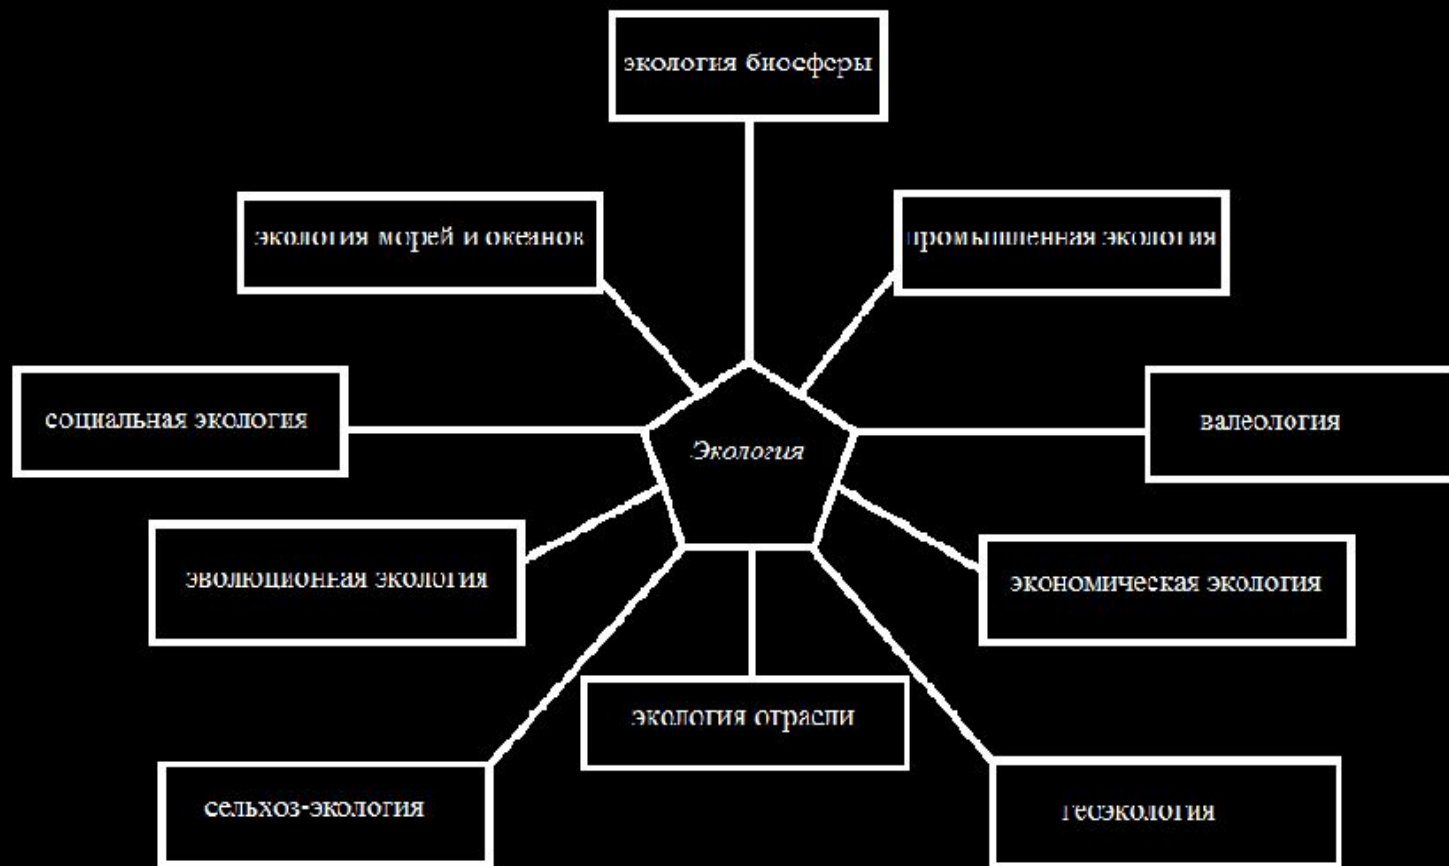 экология биосферы
экология морей и океанов
промышленная экология
социальная экология
валеология
Экология
эволюционная экология
экономическая экология
экология отрасли
сельхоз-экология
геоэкология